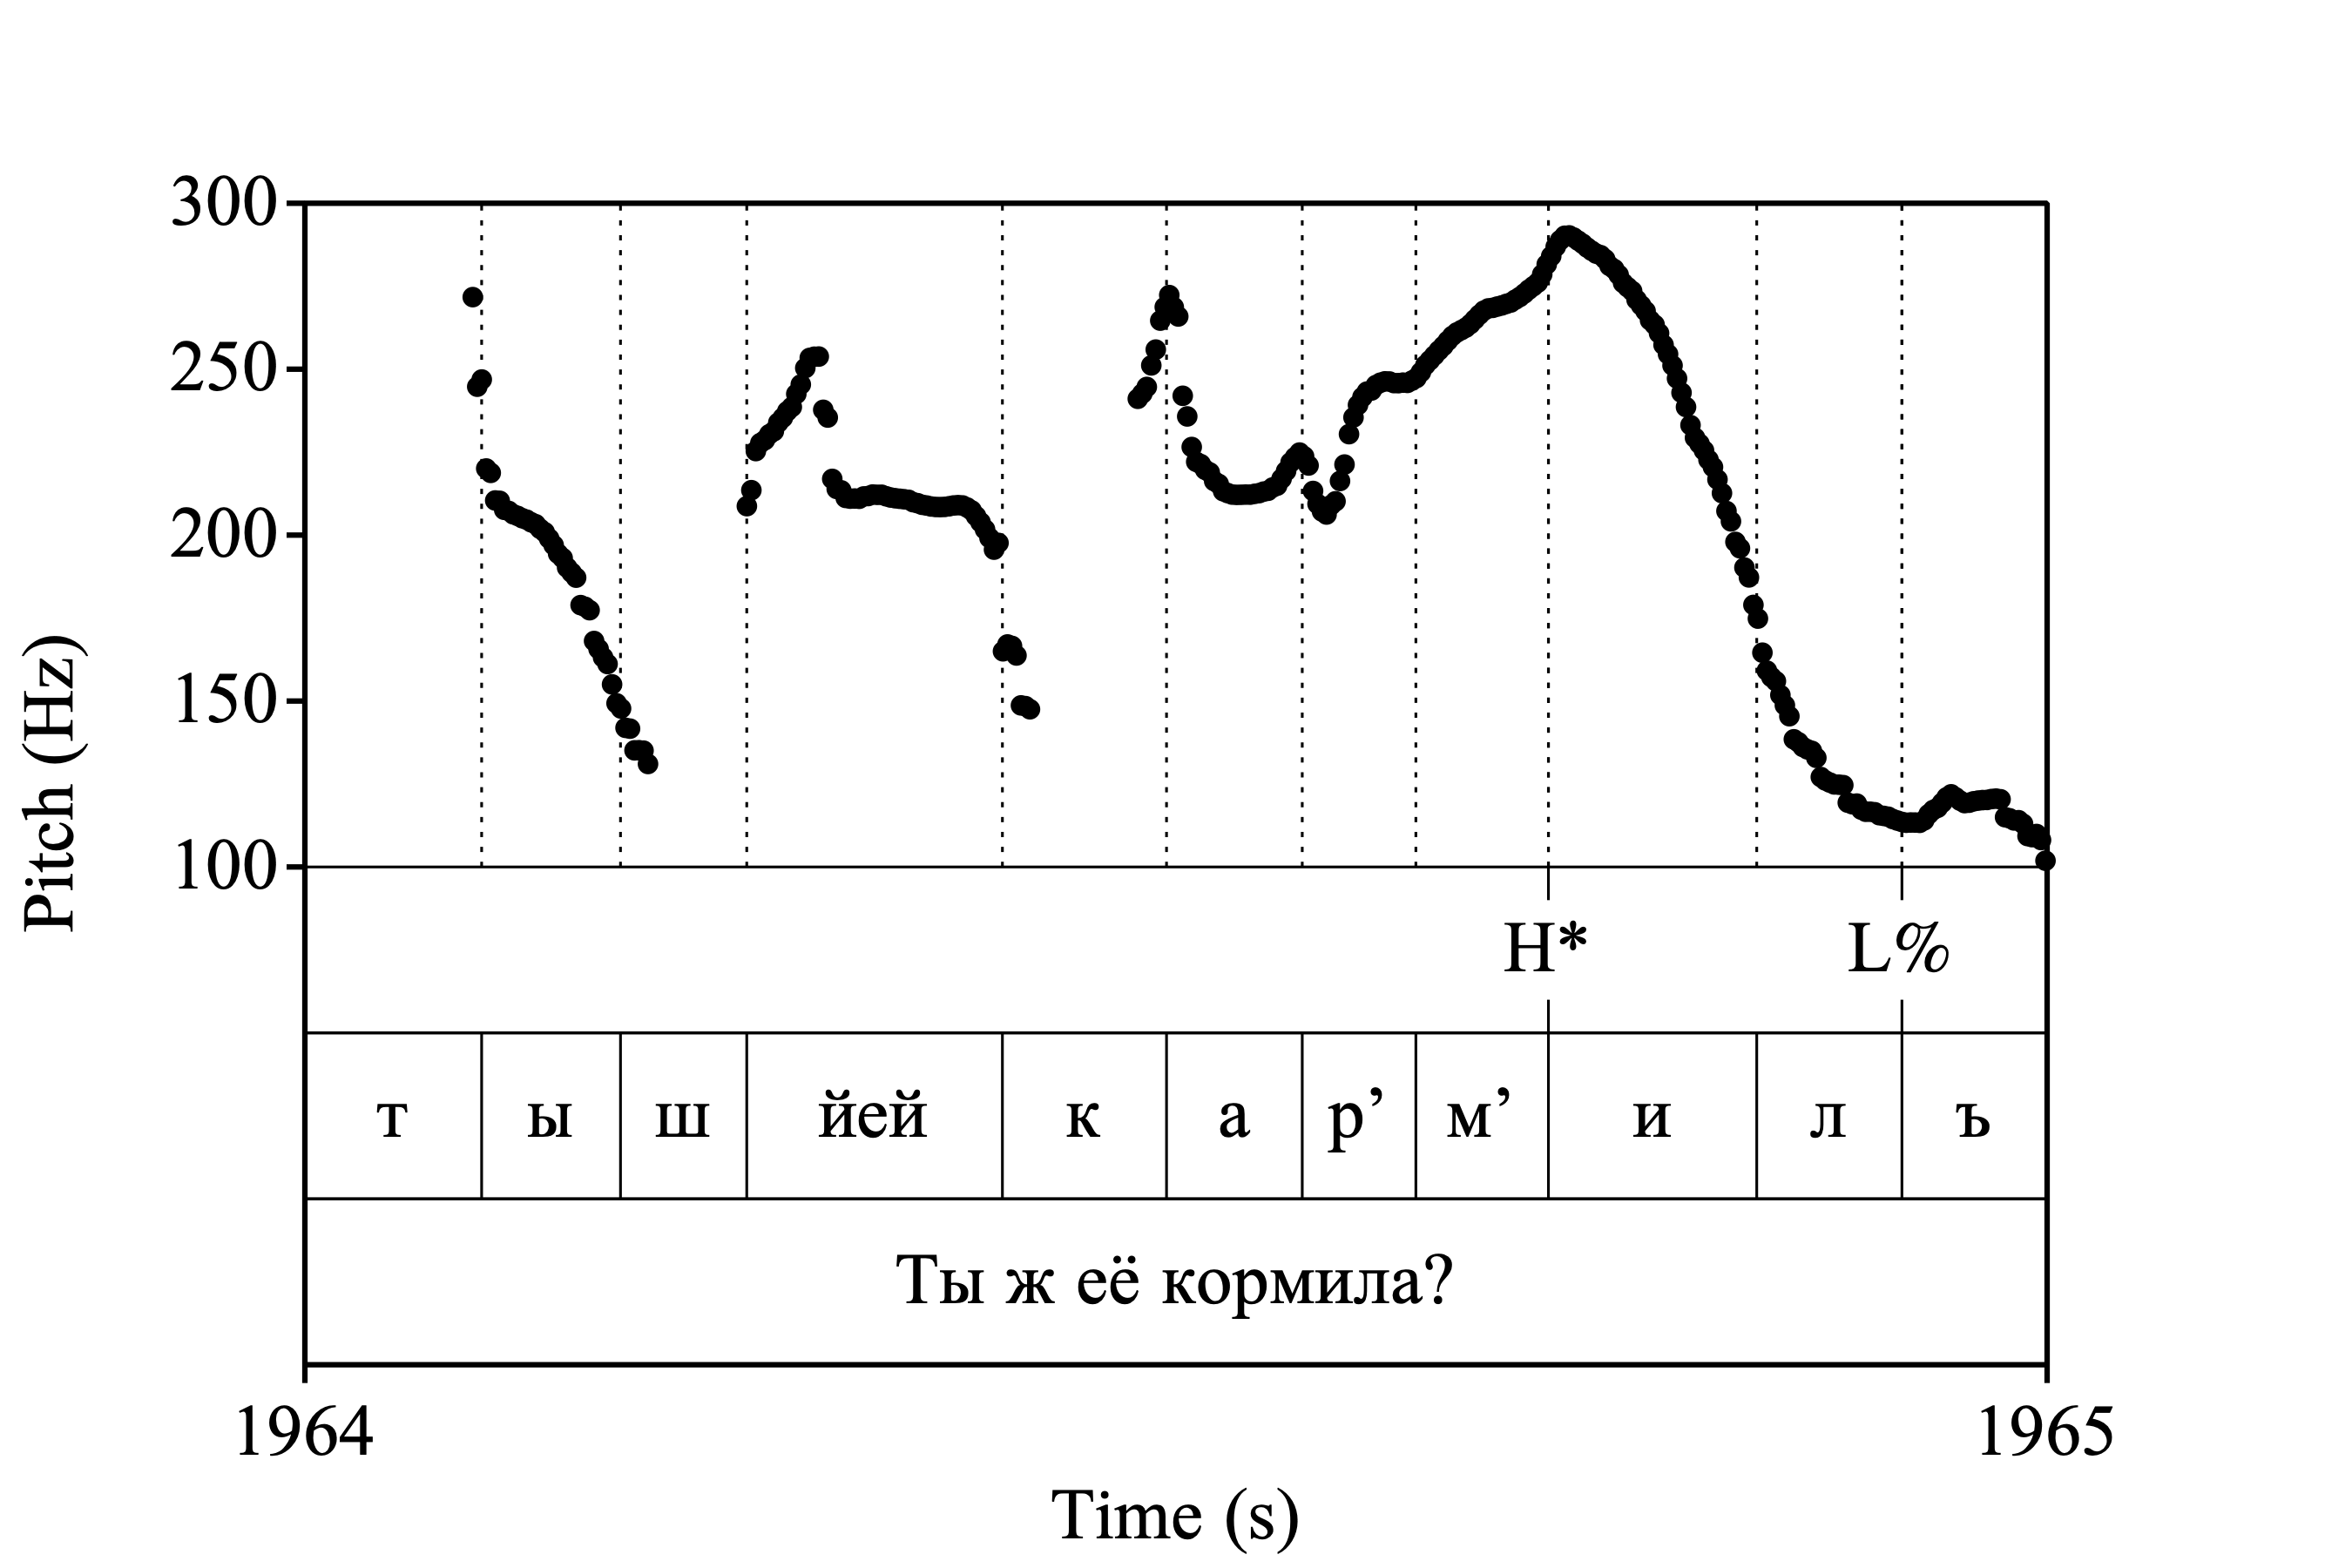 300
250
200
150
100
Pitch (Hz)
H* L%
т ы ш йей к а р’ м’ и л ъ
Ты ж её кормила?
1964 1965
Time (s)